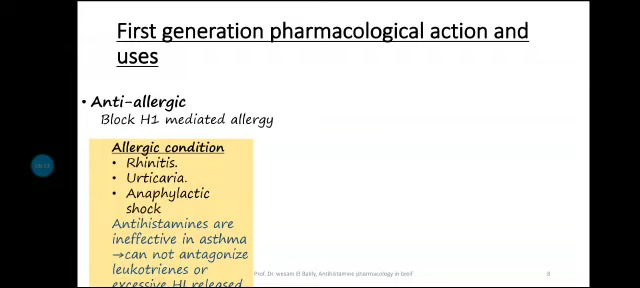 First generation pharmacological action and
uses
• Anti-allergic
Block H1 mediated allergy
Allergic condition
• Rhinitis.
• Urticaria.
• Anaphylactic
shock
Antihistamines are
ineffective in asthma
→can not antagonize
leukotrienes or
excessive HI released
Prof. Dr. wesam El Bakly, Antihistamine pharmacology in breif
8